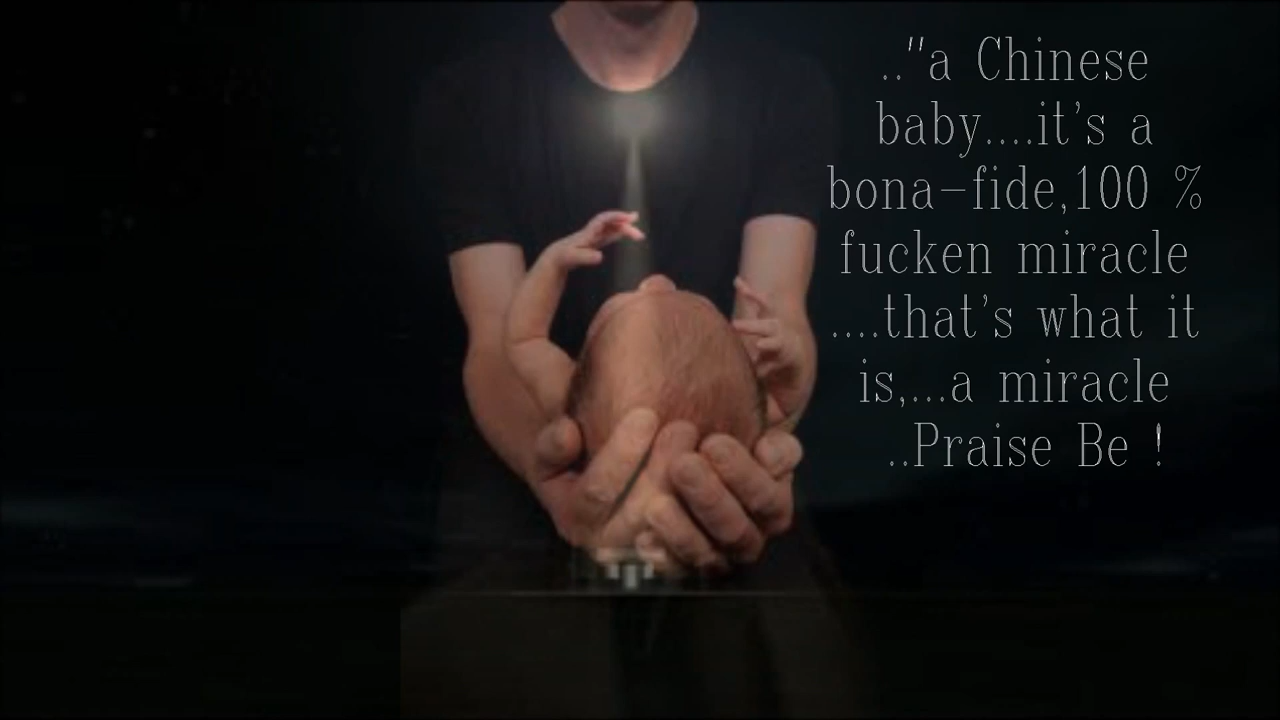 .."a Chinese
baby....it's a
bona-fide,100 %
fucken miracle
....that's what it
is,...a miracle
..Praise Be !